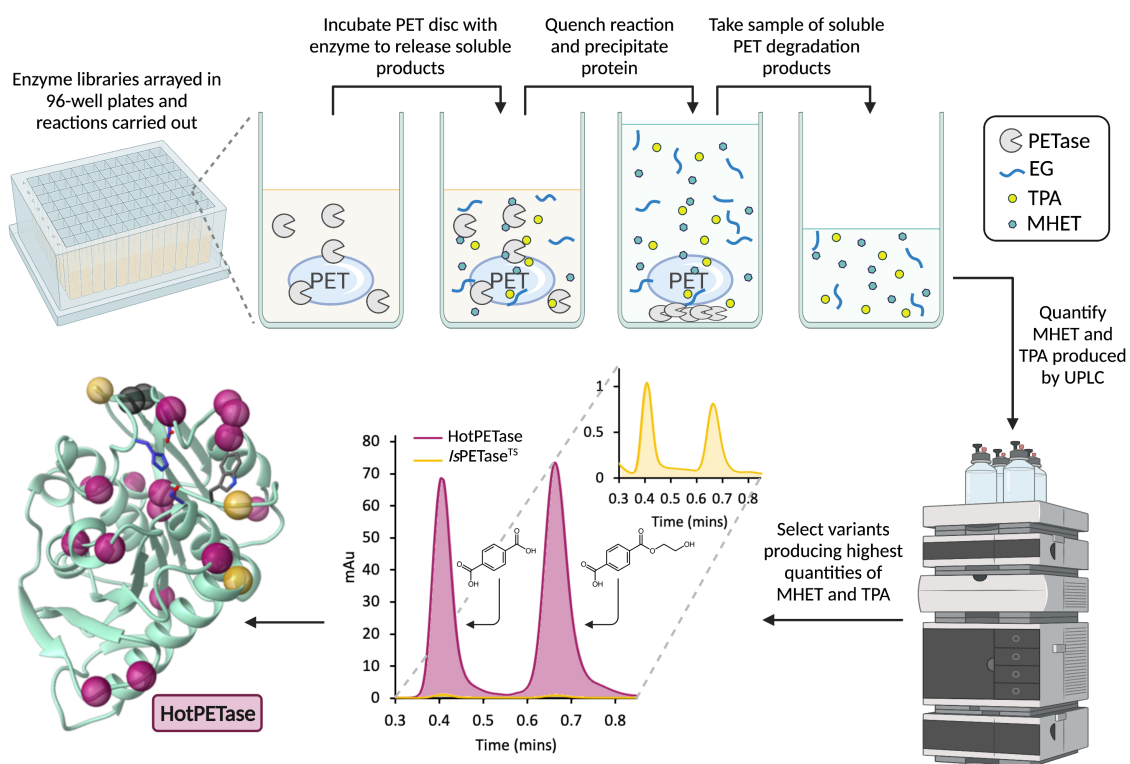 Enzyme libraries arrayed in
96-well plates and
reactions carried out
Incubate PET disc with
enzyme to release soluble
products
Quench reaction
and precipitate
protein
Take sample of soluble
PET degradation
products
PET
PET
PET
PETase
EG
TPA
MHET
Quantify
MHET and
TPA produced
by UPLC
Select variants
producing highest
quantities of
MHET and TPA
HotPETase
IsPETaseTS
mAu
80
70
60
50
40
30
20
10
0
0.3 0.4 0.5 0.6 0.7 0.8
Time (mins)
1
0.5
0
0.3 0.4 0.5 0.6 0.7 0.8
Time (mins)
O
OH
O
OH
O
O
OH
O
OH
HotPETase